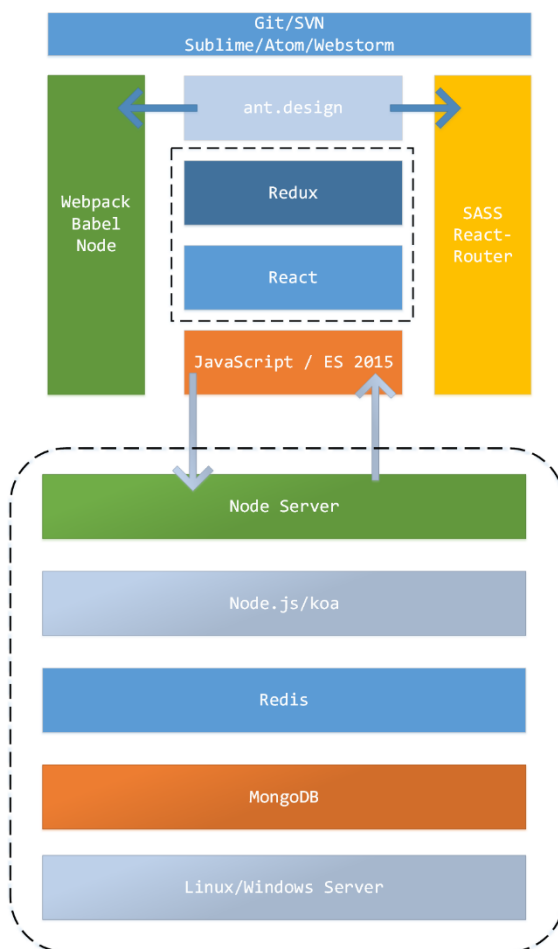 Git/SVN
Sublime/Atom/Webstorm
ant.design
Webpack
Babel
Node
Redux
React
SASS
React-
Router
JavaScript / ES 2015
Node Server
Node.js/koa
Redis
MongoDB
Linux/Windows Server